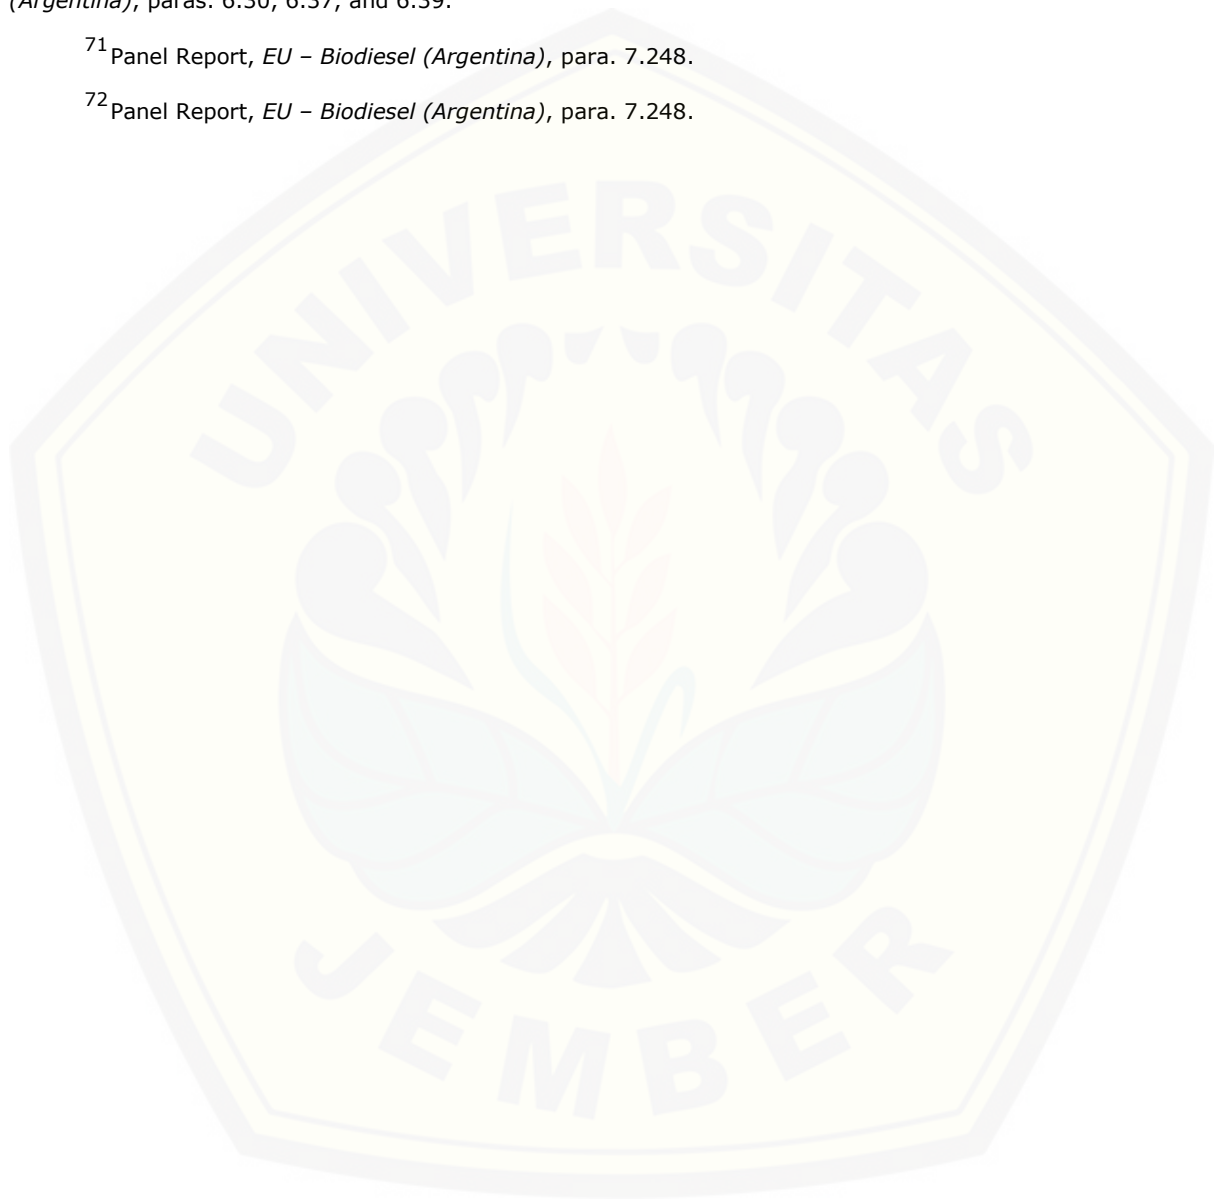 (Argentina), paras. 6.30, 6.37, and 6.39.
71 Panel Report, EU – Biodiesel (Argentina), para. 7.248.
72 Panel Report, EU – Biodiesel (Argentina), para. 7.248.
UNIVERSITAS
JEMBER